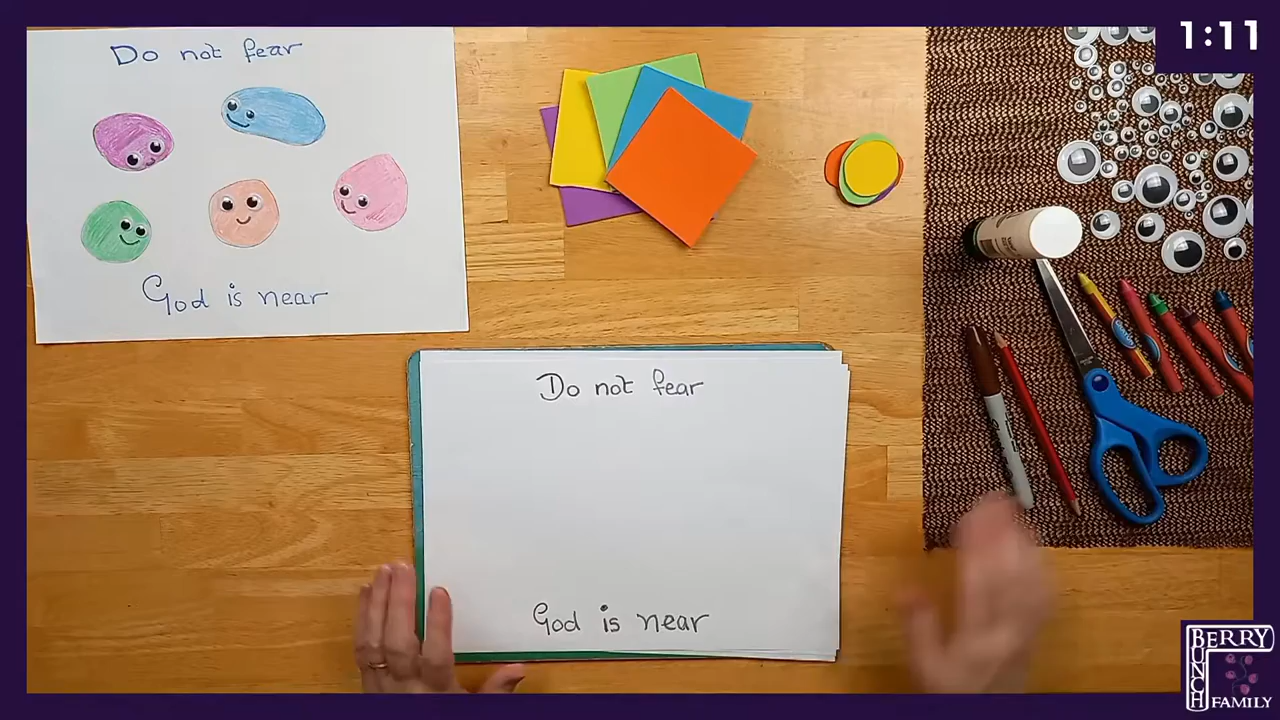 1:11
Do not fear
God is near
Do not fear
God is near
BERRY
BUNCH
FAMILY